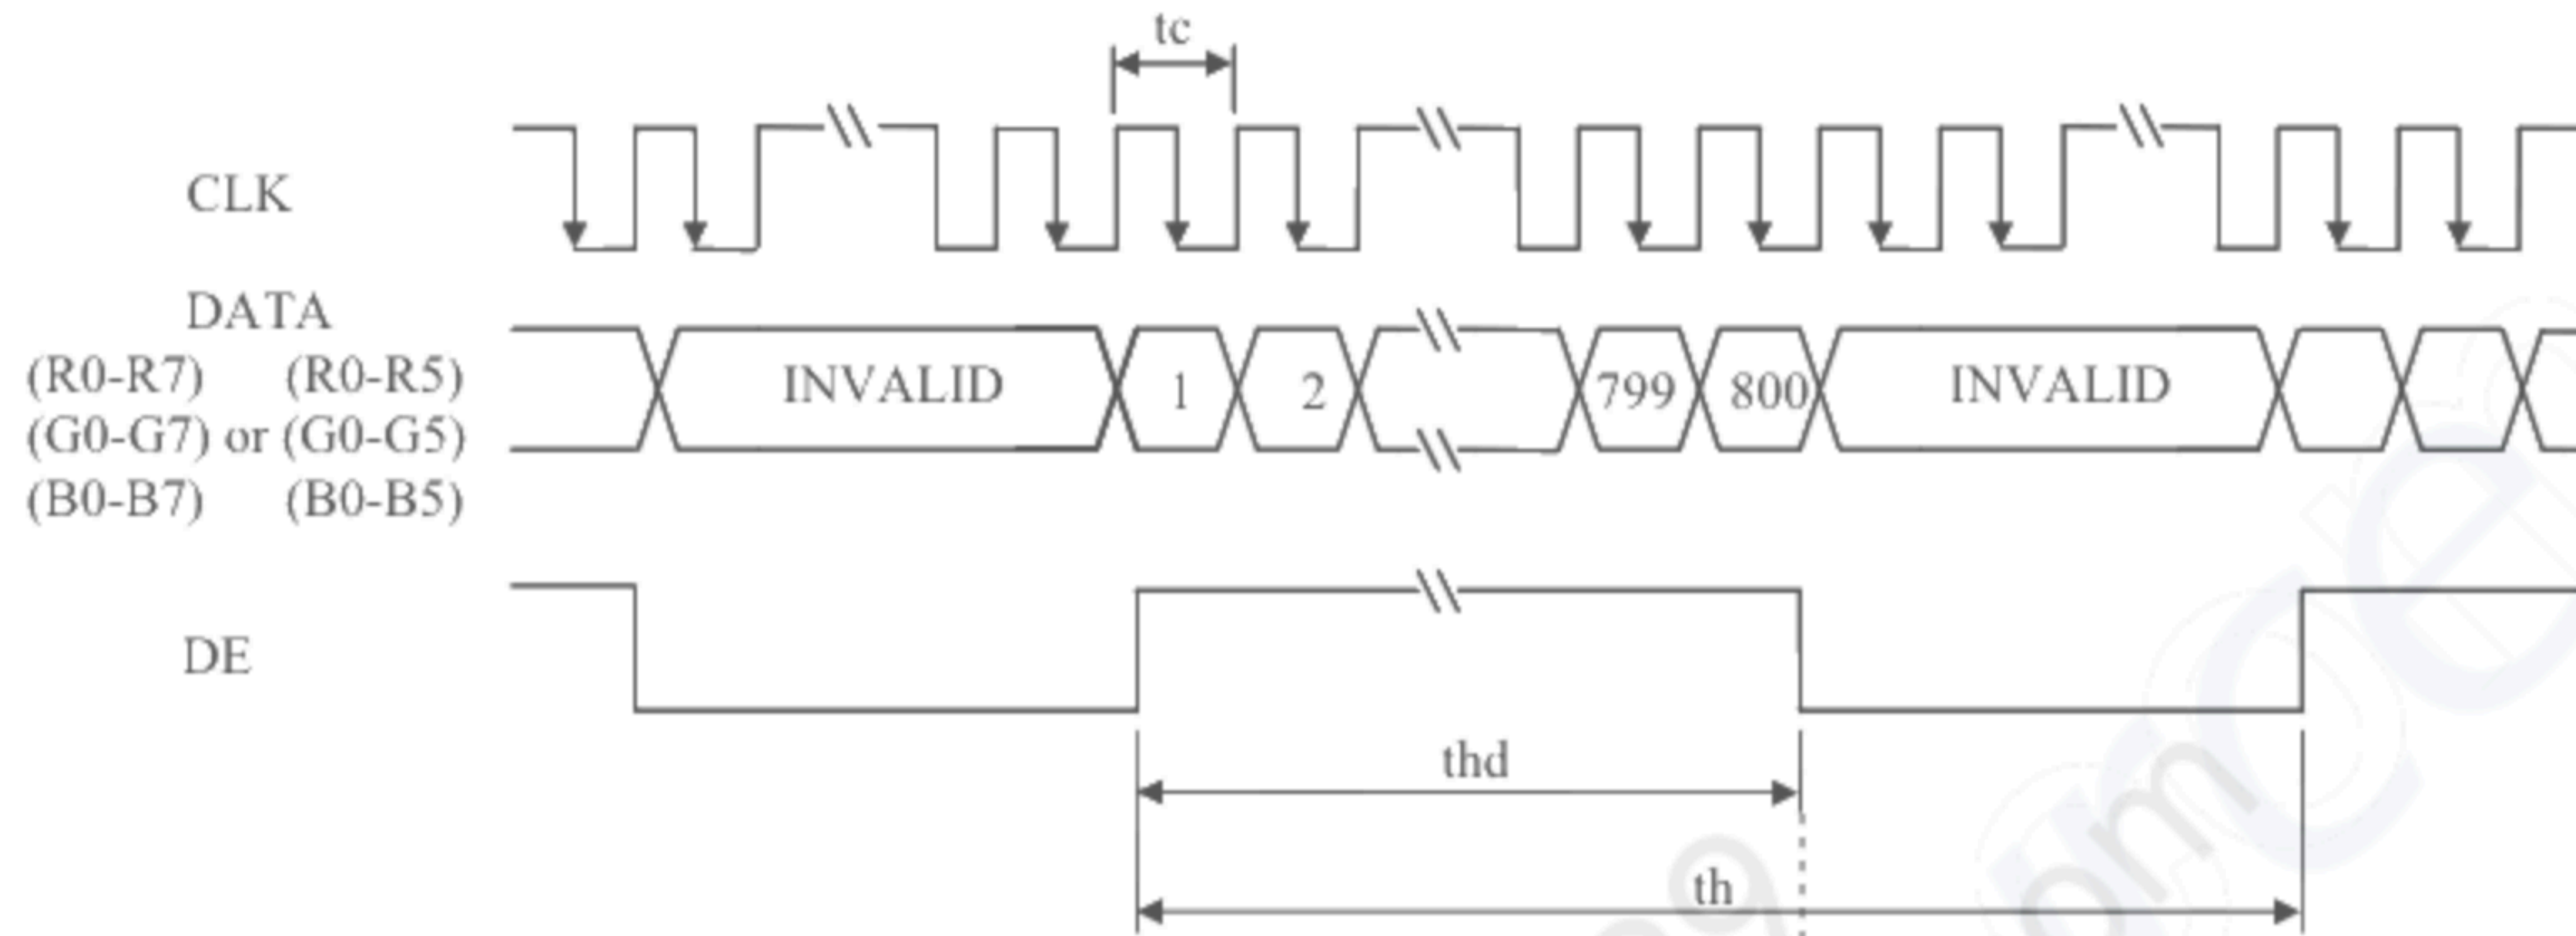 tc
CLK
DATA
(R0-R7) (R0-R5)
(G0-G7) or (G0-G5)
(B0-B7) (B0-B5)
INVALID 1 2 799 800 INVALID
DE
thd
th